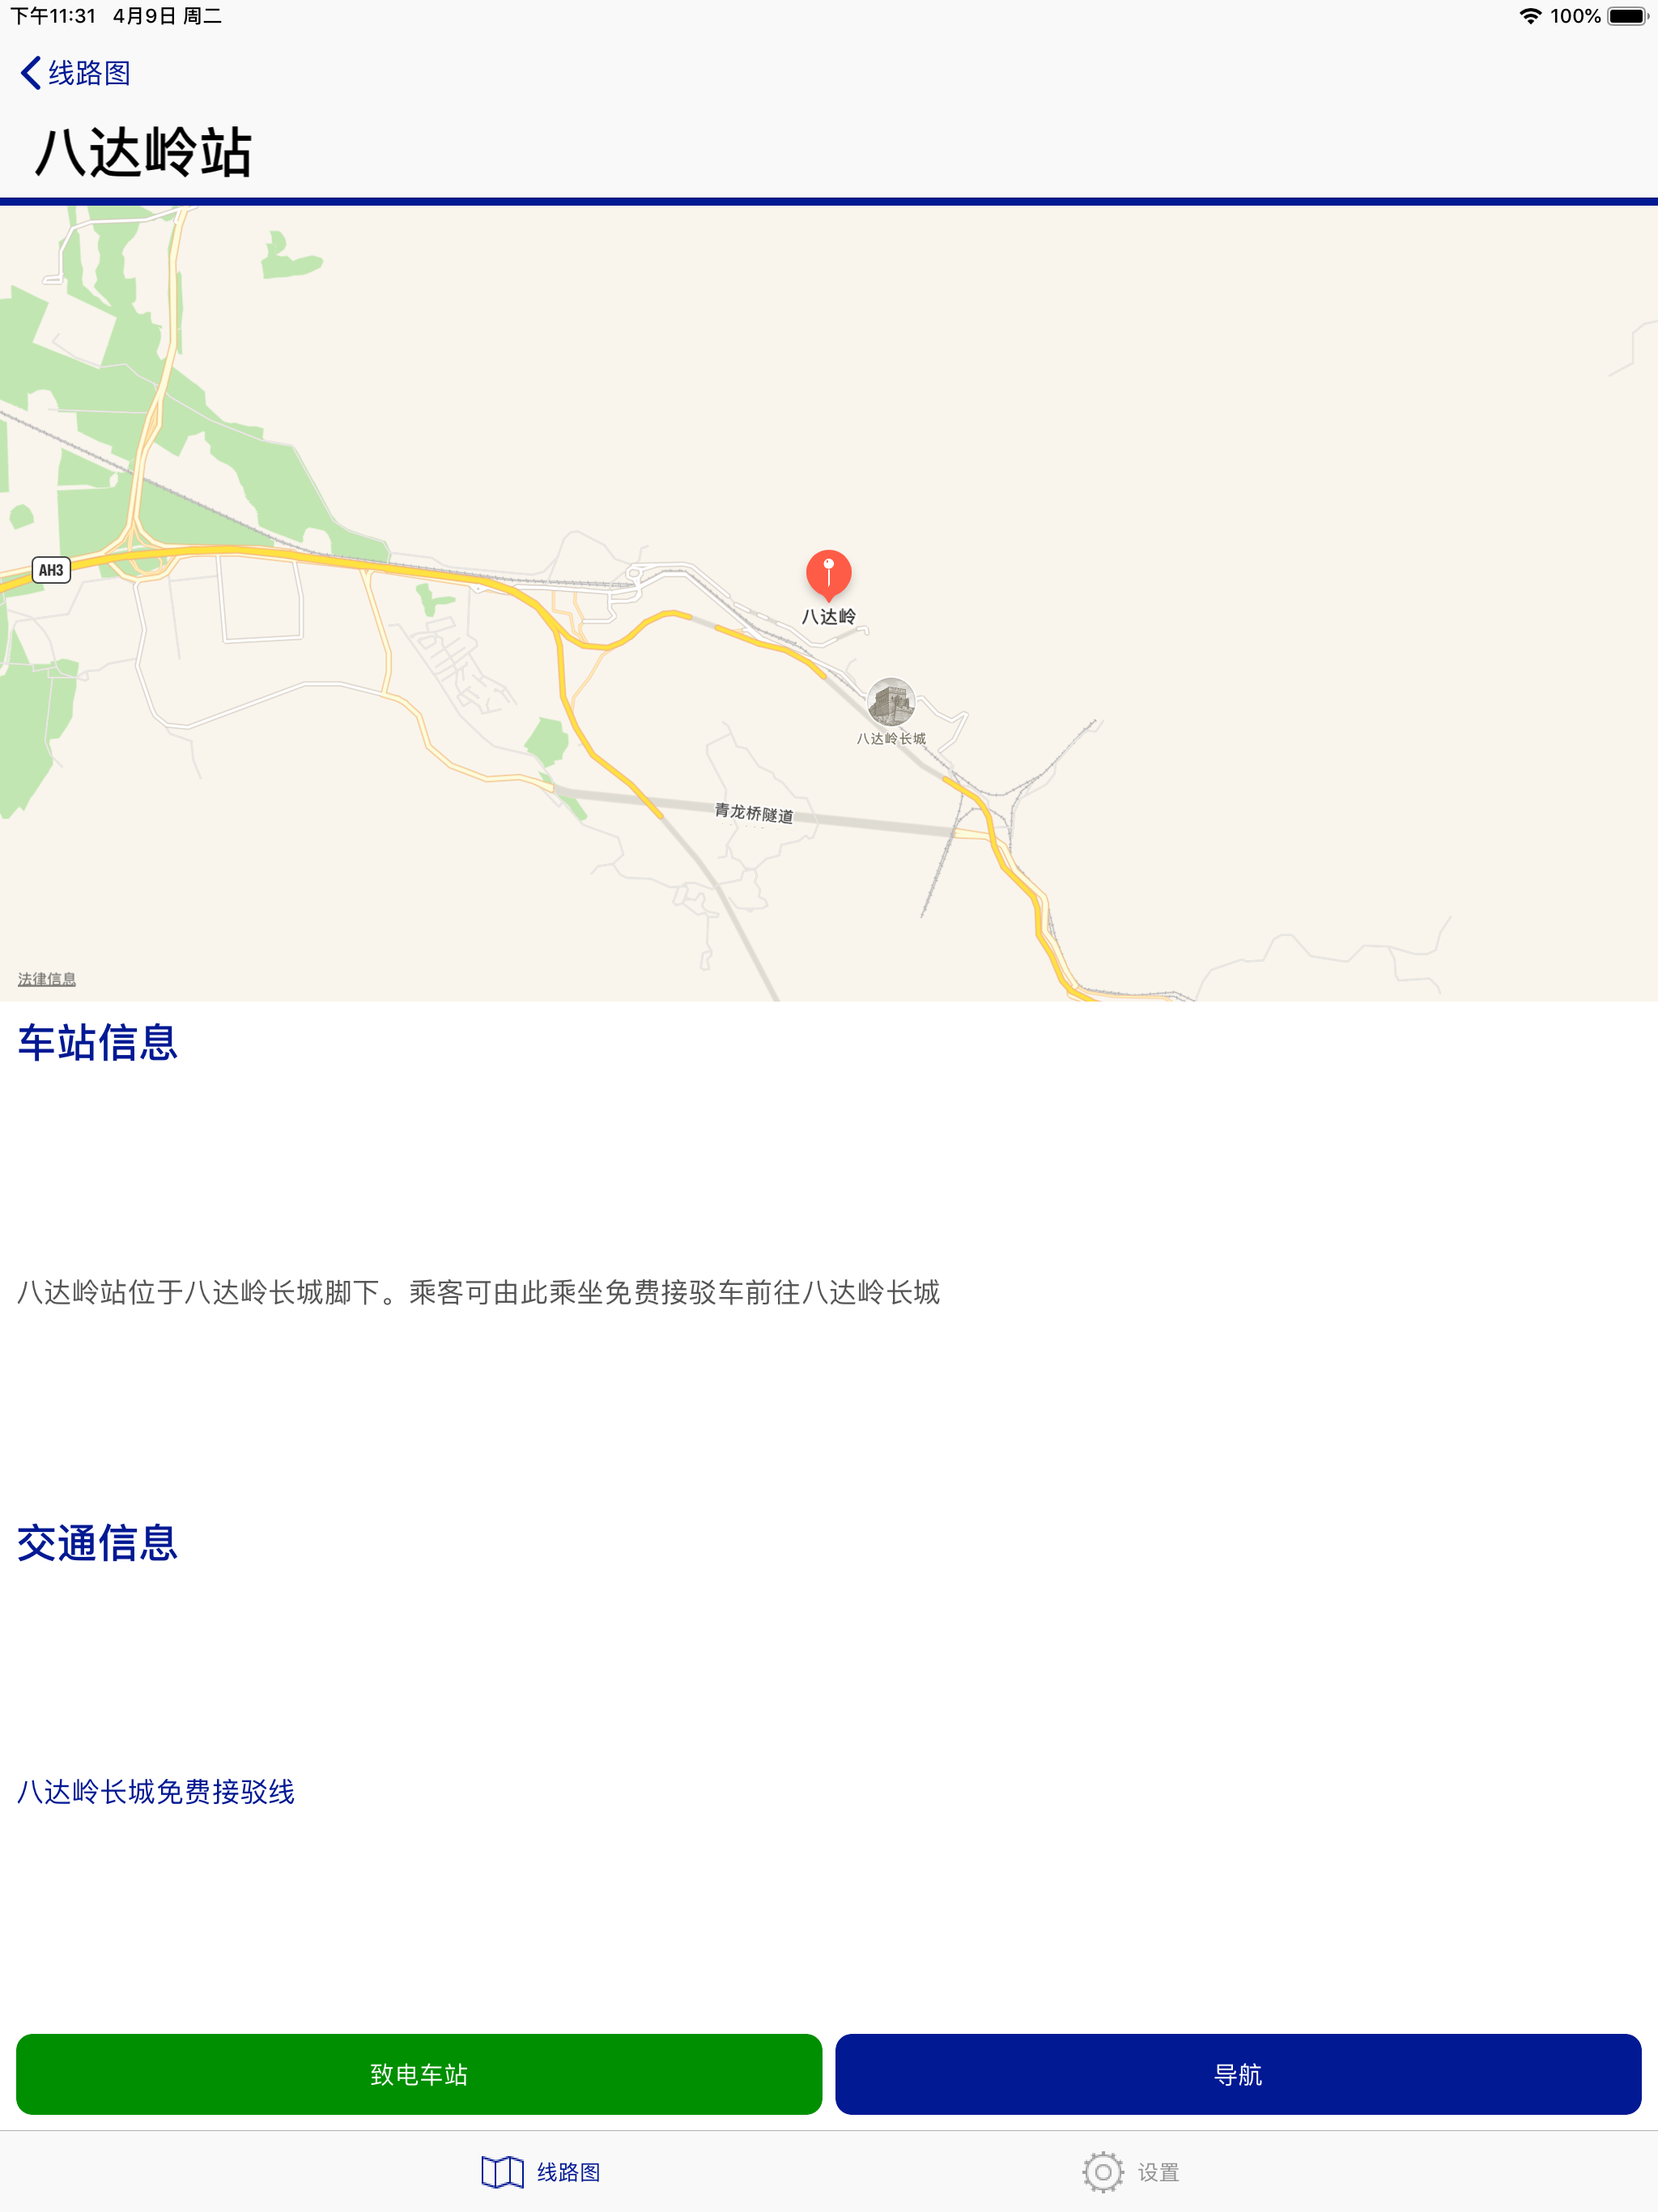 下午11:31 4月9日 周二
100%
线路图
八达岭站
AH3
八达岭
八达岭长城
青龙桥隧道
法律信息
车站信息
八达岭站位于八达岭长城脚下。乘客可由此乘坐免费接驳车前往八达岭长城
交通信息
八达岭长城免费接驳线
致电车站
导航
线路图
设置